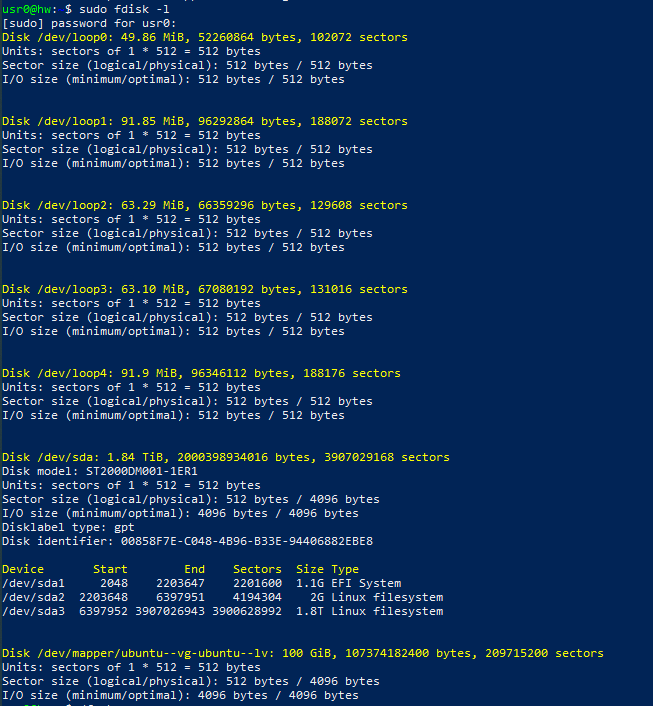 usr0@hw: $ sudo fdisk -l
[sudo] password for usr0:
Disk /dev/loop0: 49.86 MiB, 52260864 bytes, 102072 sectors
Units: sectors of 1 * 512 = 512 bytes
Sector size (logical/physical): 512 bytes / 512 bytes
I/O size (minimum/optimal): 512 bytes / 512 bytes
Disk /dev/loop1: 91.85 MiB, 96292864 bytes, 188072 sectors
Units: sectors of 1 * 512 = 512 bytes
Sector size (logical/physical): 512 bytes / 512 bytes
I/O size (minimum/optimal): 512 bytes / 512 bytes
Disk /dev/loop2: 63.29 MiB, 66359296 bytes, 129608 sectors
Units: sectors of 1 * 512 = 512 bytes
Sector size (logical/physical): 512 bytes / 512 bytes
I/O size (minimum/optimal): 512 bytes / 512 bytes
Disk /dev/loop3: 63.10 MiB, 67080192 bytes, 131016 sectors
Units: sectors of 1 * 512 = 512 bytes
Sector size (logical/physical): 512 bytes / 512 bytes
I/O size (minimum/optimal): 512 bytes / 512 bytes
Disk /dev/loop4: 91.9 MiB, 96346112 bytes, 188176 sectors
Units: sectors of 1 * 512 = 512 bytes
Sector size (logical/physical): 512 bytes / 512 bytes
I/O size (minimum/optimal): 512 bytes / 512 bytes
Disk /dev/sda: 1.84 TiB, 2000398934016 bytes, 3907029168 sectors
Disk model: ST2000DM001-1ER1
Units: sectors of 1 * 512 = 512 bytes
Sector size (logical/physical): 512 bytes / 4096 bytes
I/O size (minimum/optimal): 4096 bytes / 4096 bytes
Disklabel type: gpt
Disk identifier: 00858F7E-C048-4B96-B33E-94406882EBE8
Device Start End Sectors Size Type
/dev/sda1 2048 2203647 2201600 1.1G EFI System
/dev/sda2 2203648 6397951 4194304 2G Linux filesystem
/dev/sda3 6397952 3907026943 3900628992 1.8T Linux filesystem
Disk /dev/mapper/ubuntu--vg-ubuntu--lv: 100 GiB, 107374182400 bytes, 209715200 sectors
Units: sectors of 1 * 512 = 512 bytes
Sector size (logical/physical): 512 bytes / 4096 bytes
I/O size (minimum/optimal): 4096 bytes / 4096 bytes